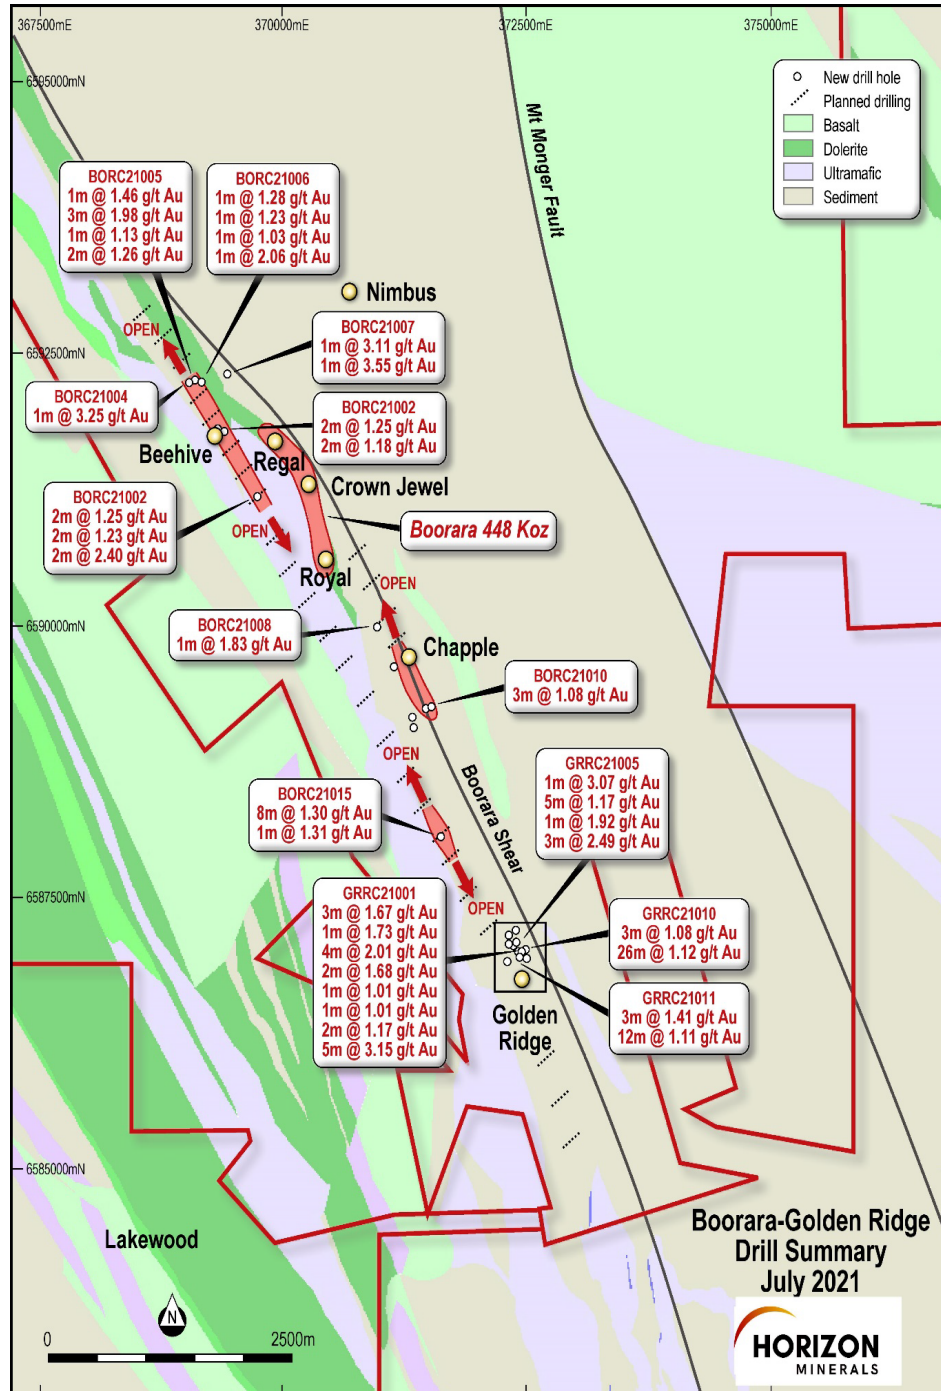 367500mE
370000mE
372500mE
375000mE
6595000mN
Mt Monger Fault
New drill hole
Planned drilling
Basalt
Dolerite
Ultramafic
Sediment
BORC21005
1m @ 1.46 g/t Au
3m @ 1.98 g/t Au
1m @ 1.13 g/t Au
2m @ 1.26 g/t Au
BORC21006
1m @ 1.28 g/t Au
1m @ 1.23 g/t Au
1m @ 1.03 g/t Au
1m @ 2.06 g/t Au
Nimbus
OPEN
BORC21007
1m @ 3.11 g/t Au
1m @ 3.55 g/t Au
6592500mN
BORC21004
1m @ 3.25 g/t Au
BORC21002
2m @ 1.25 g/t Au
2m @ 1.18 g/t Au
Beehive
Regal
Crown Jewel
BORC21002
2m @ 1.25 g/t Au
2m @ 1.23 g/t Au
2m @ 2.40 g/t Au
OPEN
Boorara 448 Koz
Royal
OPEN
6590000mN
BORC21008
1m @ 1.83 g/t Au
Chapple
BORC21010
3m @ 1.08 g/t Au
OPEN
Boorara Shear
GRRC21005
1m @ 3.07 g/t Au
5m @ 1.17 g/t Au
1m @ 1.92 g/t Au
3m @ 2.49 g/t Au
BORC21015
8m @ 1.30 g/t Au
1m @ 1.31 g/t Au
6587500mN
OPEN
GRRC21001
3m @ 1.67 g/t Au
1m @ 1.73 g/t Au
4m @ 2.01 g/t Au
2m @ 1.68 g/t Au
1m @ 1.01 g/t Au
1m @ 1.01 g/t Au
2m @ 1.17 g/t Au
5m @ 3.15 g/t Au
GRRC21010
3m @ 1.08 g/t Au
26m @ 1.12 g/t Au
GRRC21011
3m @ 1.41 g/t Au
12m @ 1.11 g/t Au
Golden
Ridge
6585000mN
Lakewood
Boorara-Golden Ridge
Drill Summary
July 2021
N
0
2500m
HORIZON
MINERALS